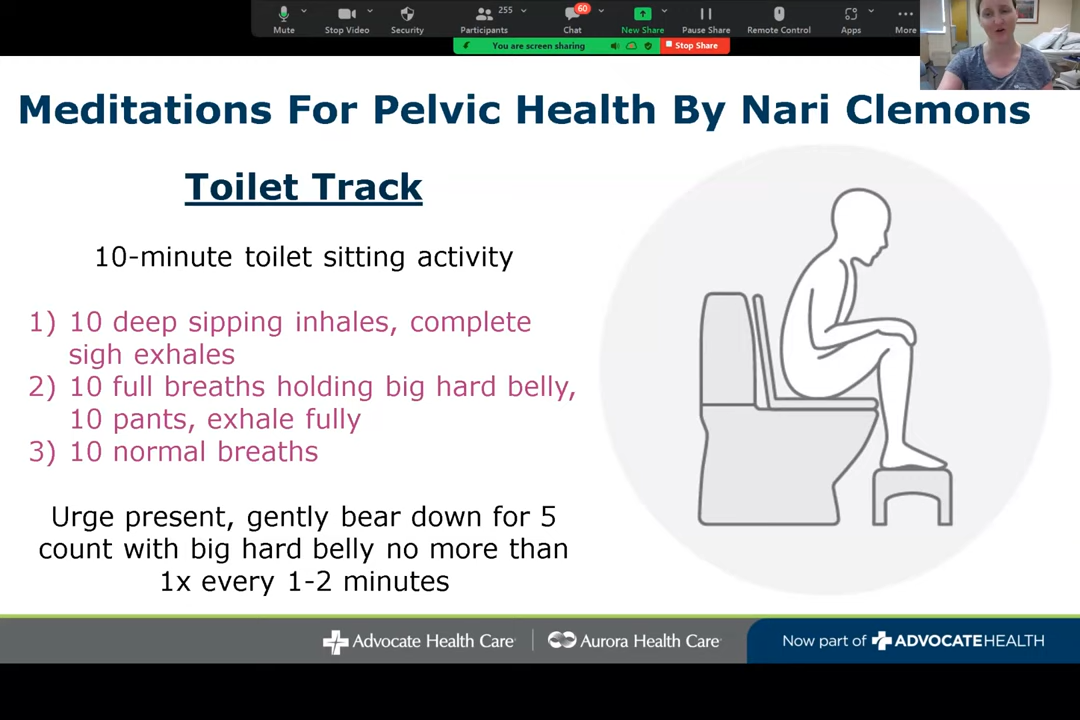 Mute
Stop Video
Security
255
Participants
60
Chat
New Share
Pause Share
Remote Control
Apps
More
You are screen sharing
Stop Share
Meditations For Pelvic Health By Nari Clemons
Toilet Track
10-minute toilet sitting activity
1) 10 deep sipping inhales, complete
sigh exhales
2) 10 full breaths holding big hard belly,
10 pants, exhale fully
3) 10 normal breaths
Urge present, gently bear down for 5
count with big hard belly no more than
1x every 1-2 minutes
Advocate Health Care
Aurora Health Care
Now part of ADVOCATEHEALTH